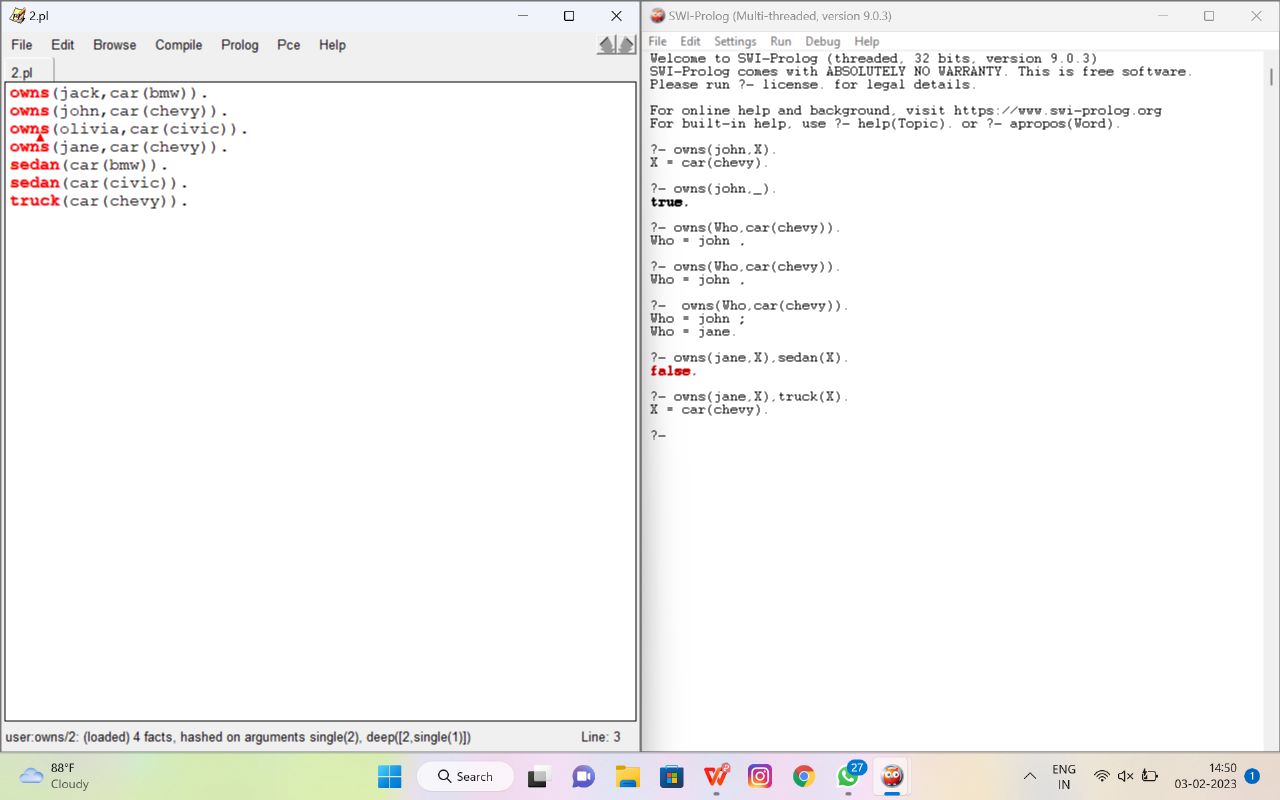 2.pl
File Edit Browse Compile Prolog Pce Help
2.pl
owns(jack,car(bmw)).
owns(john,car(chevy)).
owns(olivia,car(civic)).
owns(jane,car(chevy)).
sedan(car(bmw)).
sedan(car(civic)).
truck(car(chevy)).
user:owns/2: (loaded) 4 facts, hashed on arguments single(2), deep([2,single(1)]) Line: 3
SWI-Prolog (Multi-threaded, version 9.0.3)
File Edit Settings Run Debug Help
Welcome to SWI-Prolog (threaded, 32 bits, version 9.0.3)
SWI-Prolog comes with ABSOLUTELY NO WARRANTY. This is free software.
Please run ?- license. for legal details.
For online help and background, visit https://www.swi-prolog.org
For built-in help, use ?- help(Topic). or ?- apropos(Word).
?- owns(john,X).
X = car(chevy).
?- owns(john,_).
true.
?- owns(Who,car(chevy)).
Who = john .
?- owns(Who,car(chevy)).
Who = john .
?-  owns(Who,car(chevy)).
Who = john ;
Who = jane.
?- owns(jane,X),sedan(X).
false.
?- owns(jane,X),truck(X).
X = car(chevy).
?-
88°F
Cloudy
Search
27
ENG
IN
14:50
03-02-2023
1